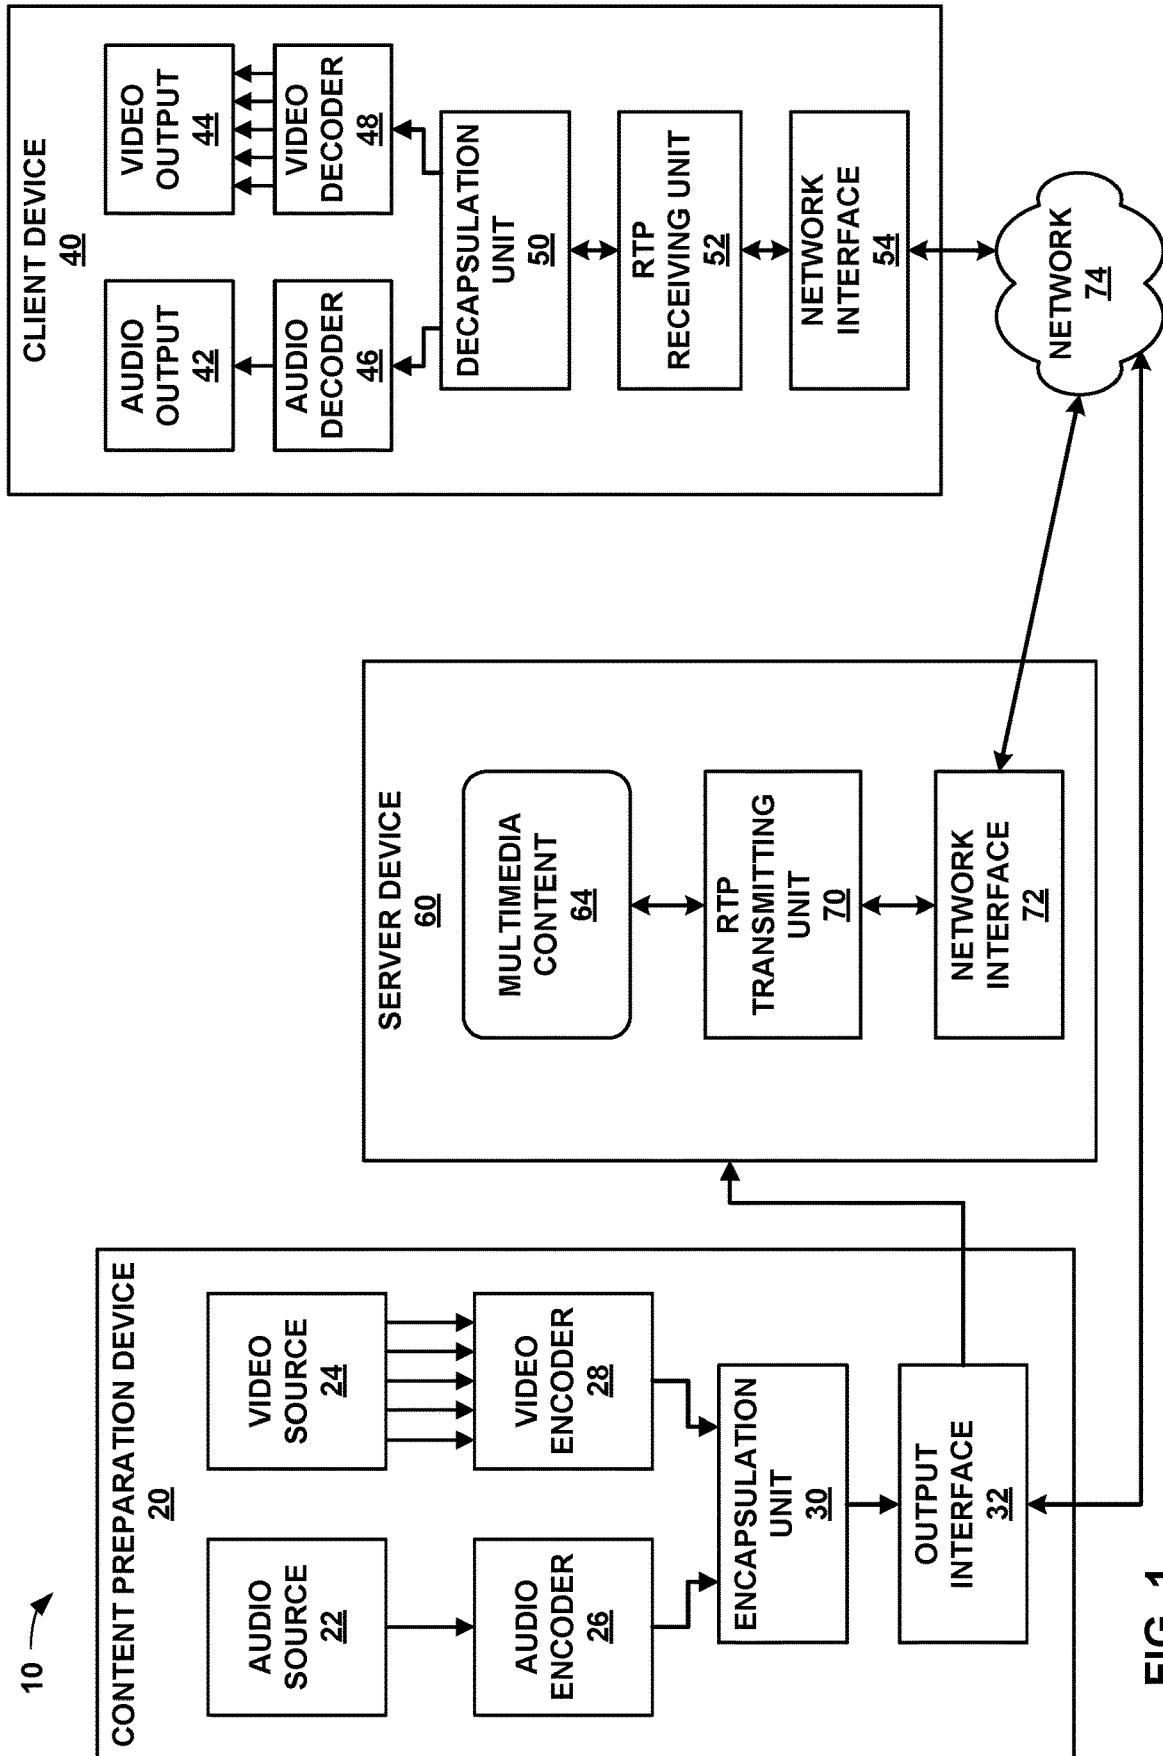 10
CONTENT PREPARATION DEVICE
20
AUDIO
SOURCE
22
VIDEO
SOURCE
24
AUDIO
ENCODER
26
VIDEO
ENCODER
28
ENCAPSULATION
UNIT
30
OUTPUT
INTERFACE
32
SERVER DEVICE
60
MULTIMEDIA
CONTENT
64
RTP
TRANSMITTING
UNIT
70
NETWORK
INTERFACE
72
CLIENT DEVICE
40
AUDIO
OUTPUT
42
VIDEO
OUTPUT
44
AUDIO
DECODER
46
VIDEO
DECODER
48
DECAPSULATION
UNIT
50
RTP
RECEIVING UNIT
52
NETWORK
INTERFACE
54
NETWORK
74
FIG. 1